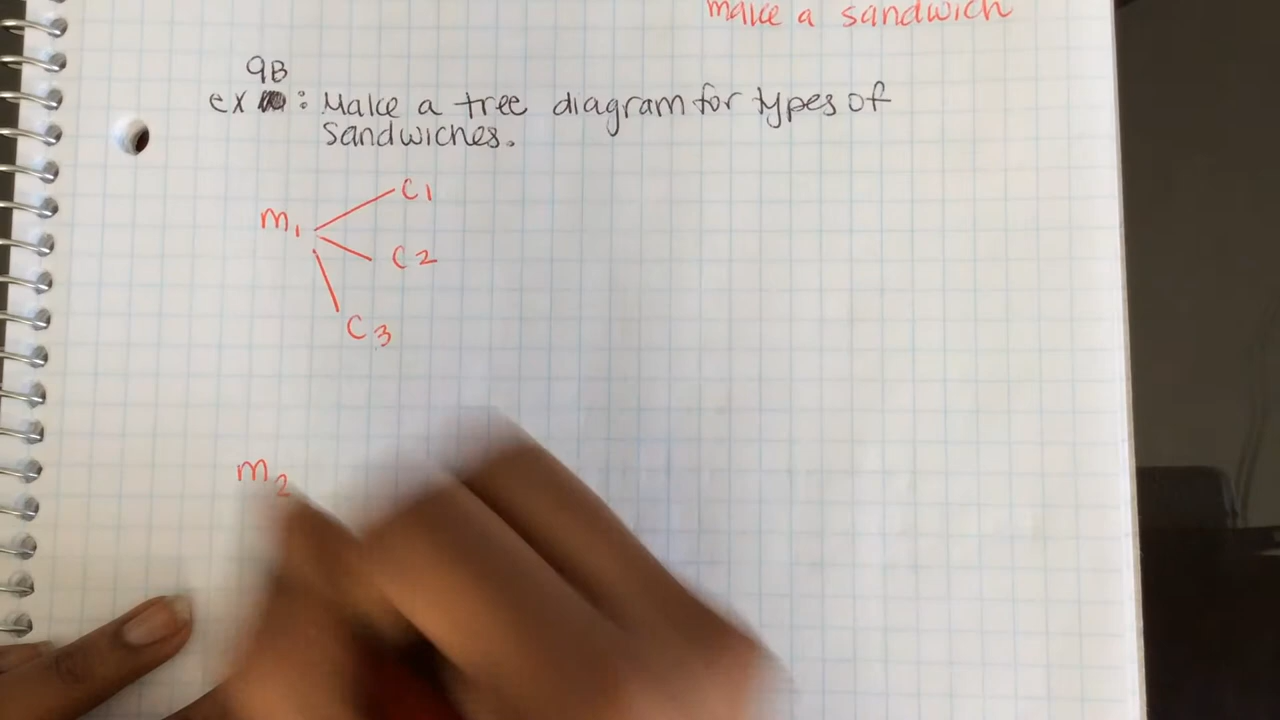 make a sandwich
9B
ex : Make a tree diagram for types of
sandwiches.
C1
M1
C2
C3
M2